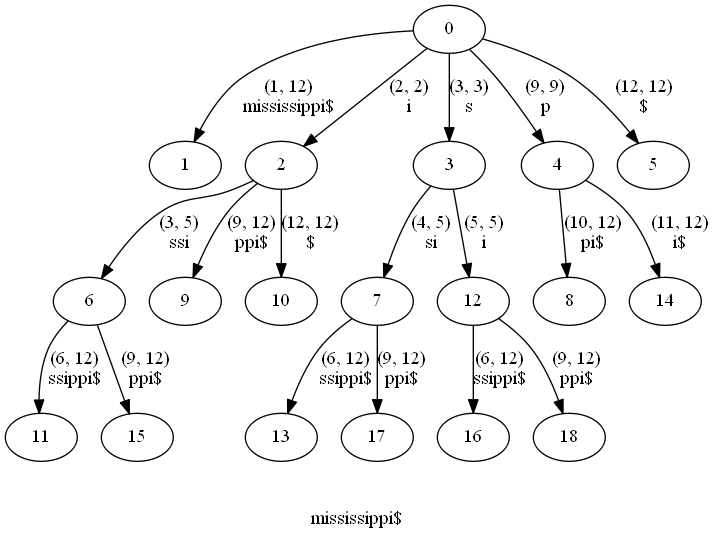 0
(1, 12)
mississippi$
(2, 2)
i
(3, 3)
s
(9, 9)
p
(12, 12)
$
1
2
3
4
5
(3, 5)
ssi
(9, 12)
ppi$
(12, 12)
$
(4, 5)
si
(5, 5)
i
(10, 12)
pi$
(11, 12)
i$
6
9
10
7
12
8
14
(6, 12)
ssippi$
(9, 12)
ppi$
(6, 12)
ssippi$
(9, 12)
ppi$
(6, 12)
ssippi$
(9, 12)
ppi$
11
15
13
17
16
18
mississippi$